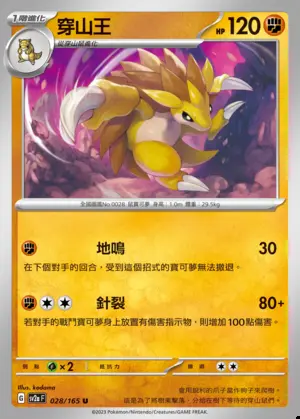 1階進化
穿山王
HP 120
從穿山鼠進化
全國圖鑑No.0028 鼠寶可夢 身高:1.0m 體重:29.5kg
地鳴 30
在下個對手的回合,受到這個招式的寶可夢無法撤退。
針裂 80+
若對手的戰鬥寶可夢身上放置有傷害指示物,則增加100點傷害。
弱點 ×2 抵抗力 撤退
Illus. kodama
G SV2a F 028/165 U
©2023 Pokémon/Nintendo/Creatures/GAME FREAK.